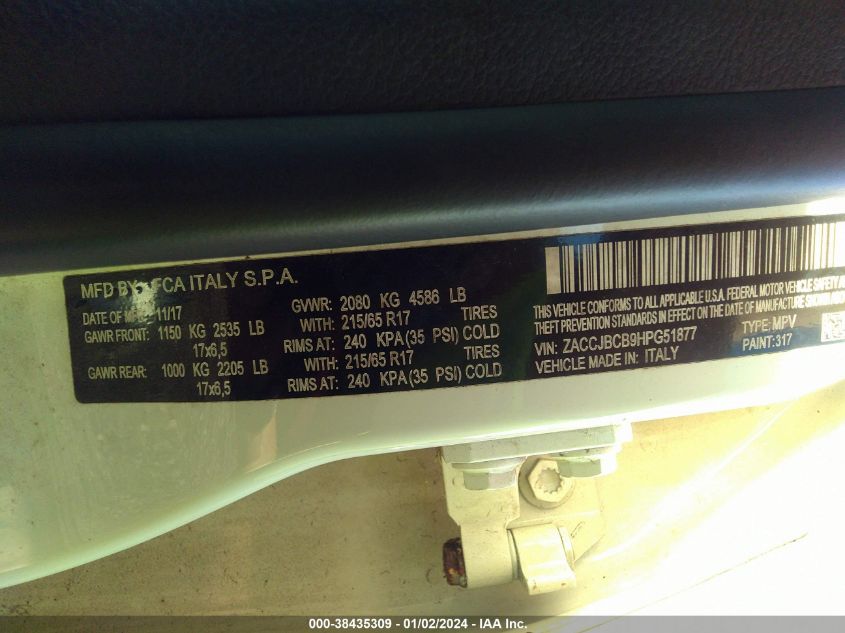 MFD BY: FCA ITALY S.P.A.
DATE OF 11/17
GAWR FRONT: 1150 KG 2535 LB
17x6,5
GAWR REAR: 1000 KG 2205 LB
17x6,5
GVWR: 2080 KG 4586 LB
WITH: 215/65 R17 TIRES
RIMS AT: 240 KPA(35 PSI) COLD
WITH: 215/65 R17 TIRES
RIMS AT: 240 KPA(35 PSI) COLD
THIS VEHICLE CONFORMS TO ALL APPLICABLE U.S.A. FEDERAL MOTOR VEHICLE SAFETY
THEFT PREVENTION STANDARDS IN EFFECT ON THE DATE OF MANUFACTURE SHOWN
VIN: ZACCJBCB9HPG51877 TYPE: MPV
VEHICLE MADE IN: ITALY PAINT: 317
000-38435309 - 01/02/2024 - IAA Inc.